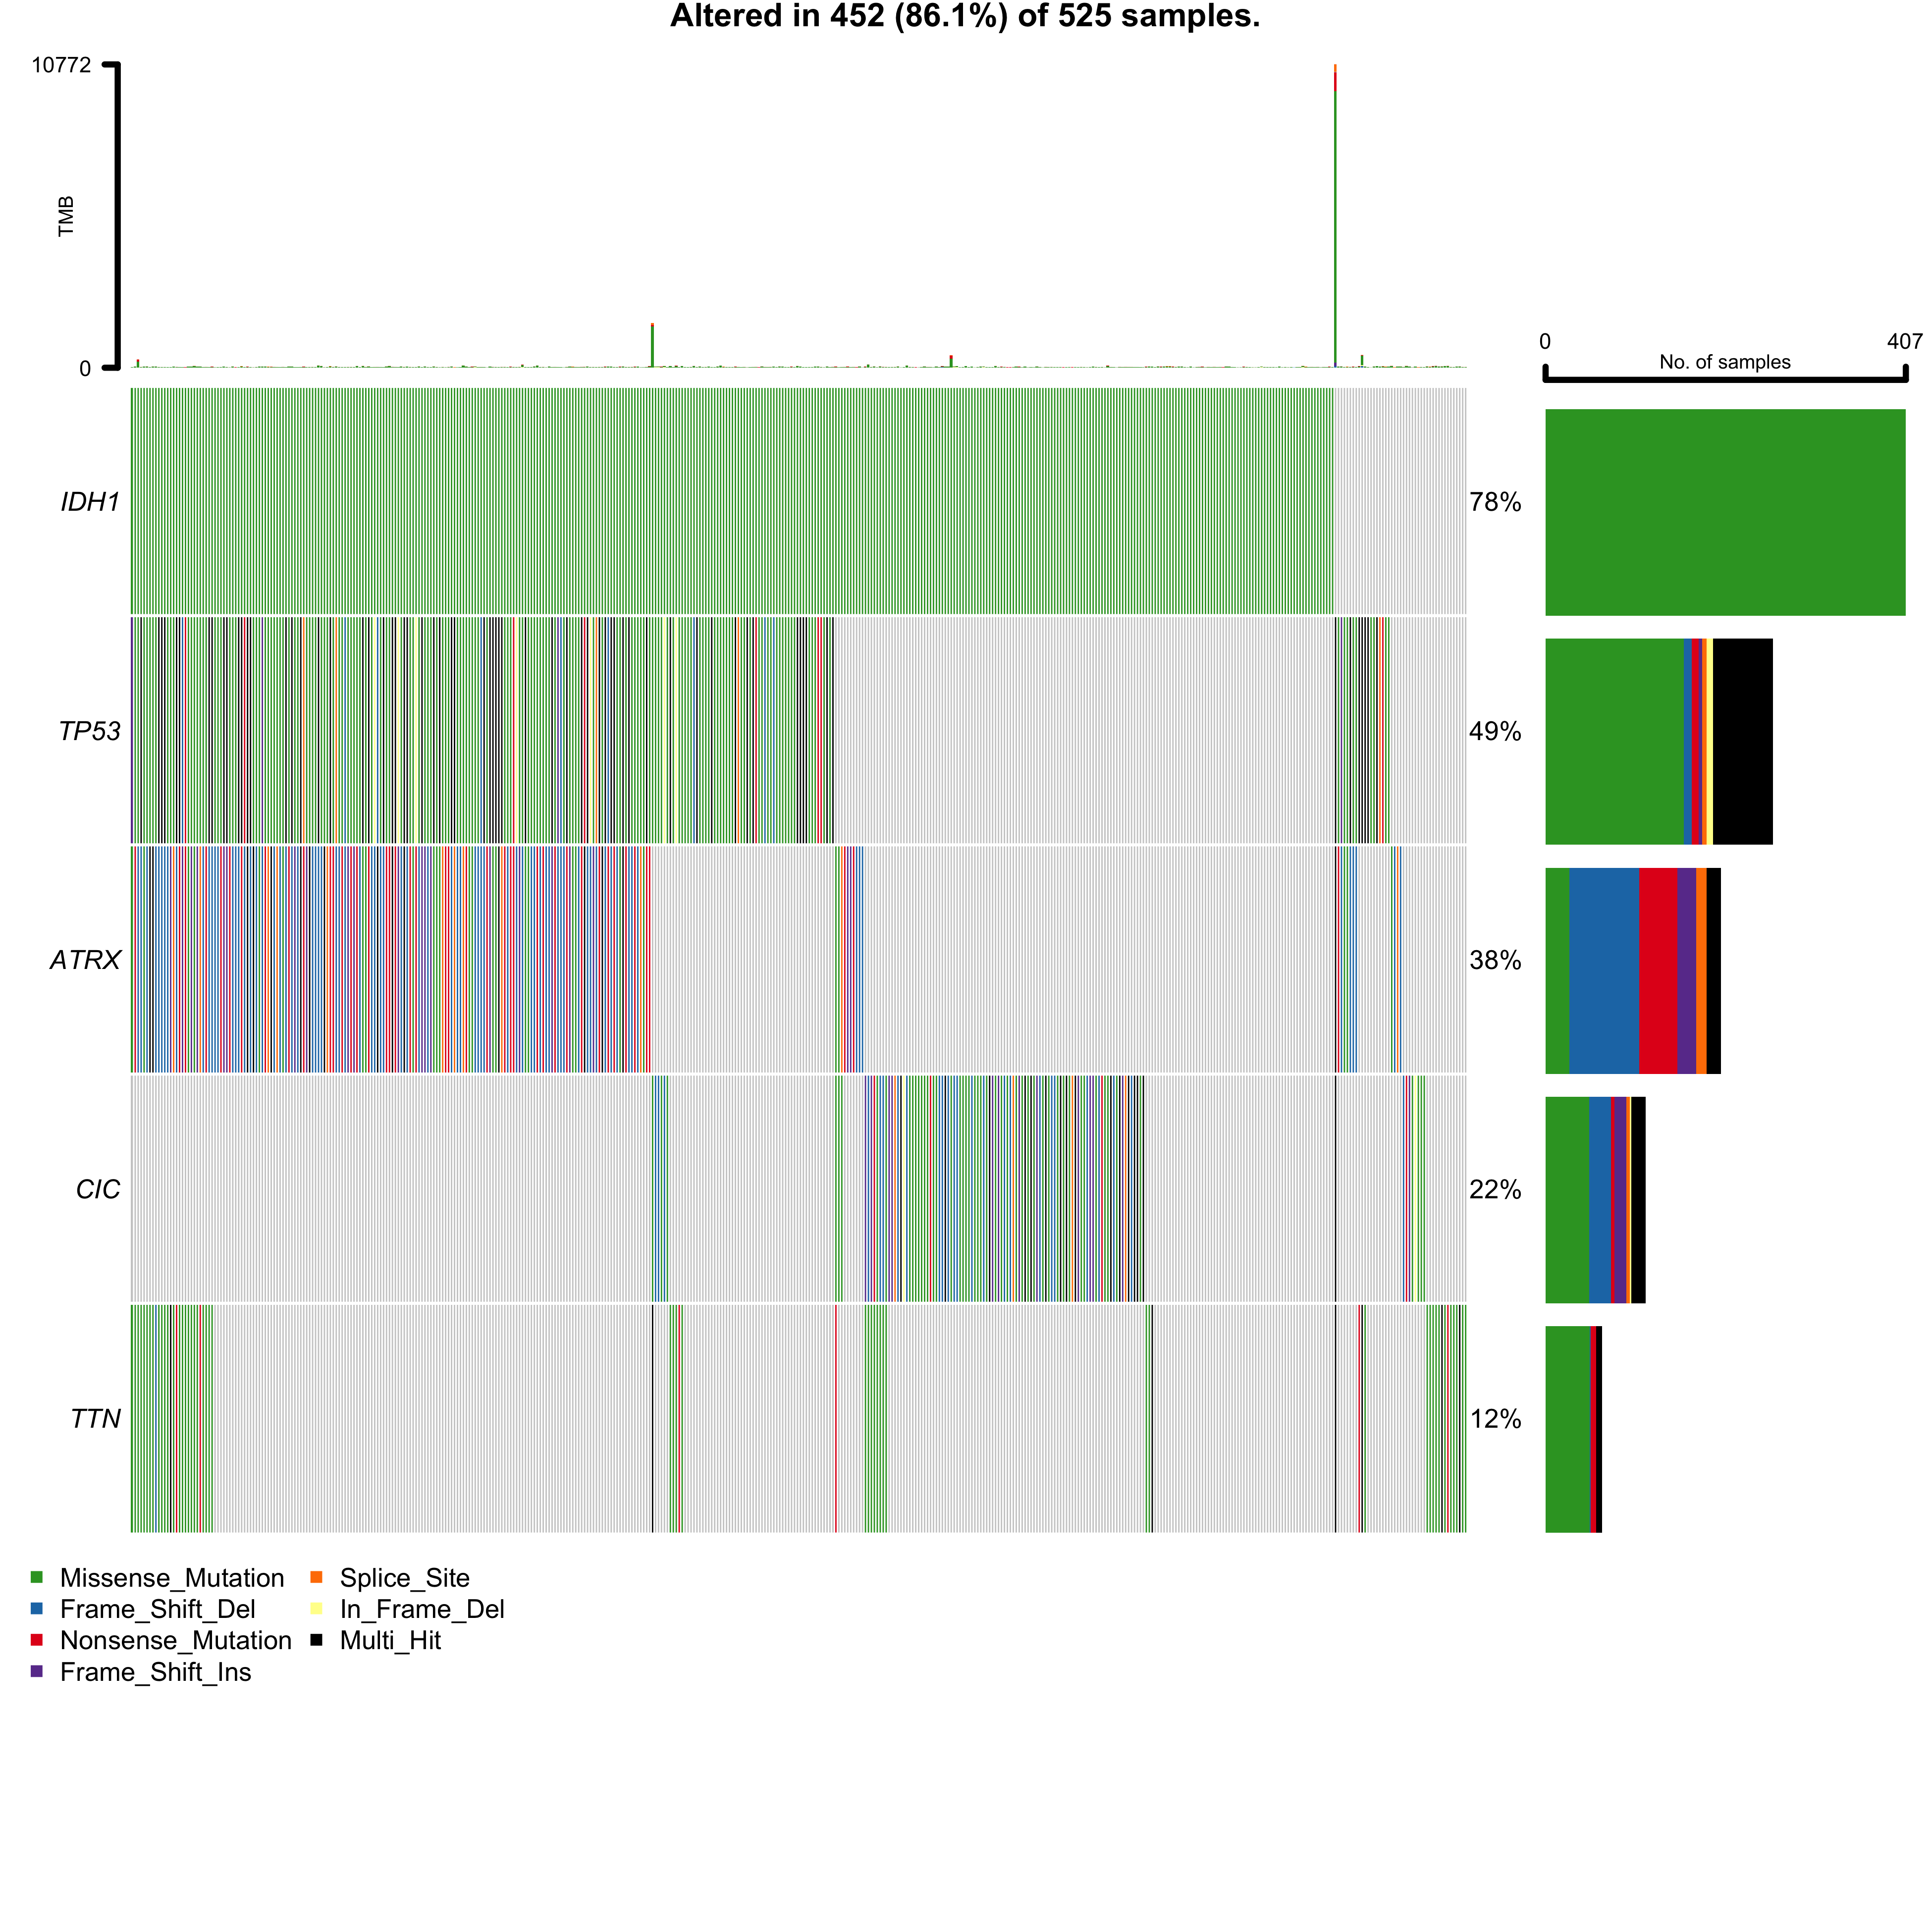 Altered in 452 (86.1%) of 525 samples.
10772
TMB
0
0
407
No. of samples
IDH1
78%
TP53
49%
ATRX
38%
CIC
22%
TTN
12%
Missense_Mutation
Splice_Site
Frame_Shift_Del
In_Frame_Del
Nonsense_Mutation
Multi_Hit
Frame_Shift_Ins